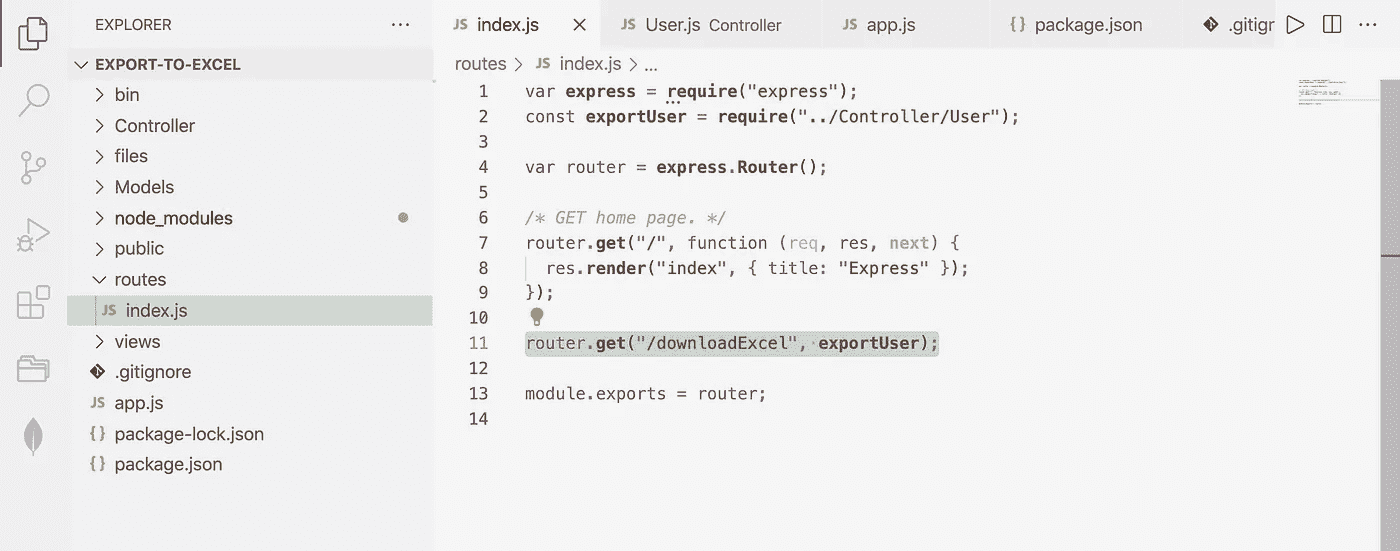 EXPLORER
EXPORT-TO-EXCEL
bin
Controller
files
Models
node_modules
public
routes
JS index.js
views
.gitignore
JS app.js
{} package-lock.json
{} package.json
JS index.js
JS User.js Controller
JS app.js
{} package.json
.gitigr
routes > JS index.js > ...
1 var express = require("express");
2 const exportUser = require("../Controller/User");
3
4 var router = express.Router();
5
6 /* GET home page. */
7 router.get("/", function (req, res, next) {
8 res.render("index", { title: "Express" });
9 });
10
11 router.get("/downloadExcel", exportUser);
12
13 module.exports = router;
14